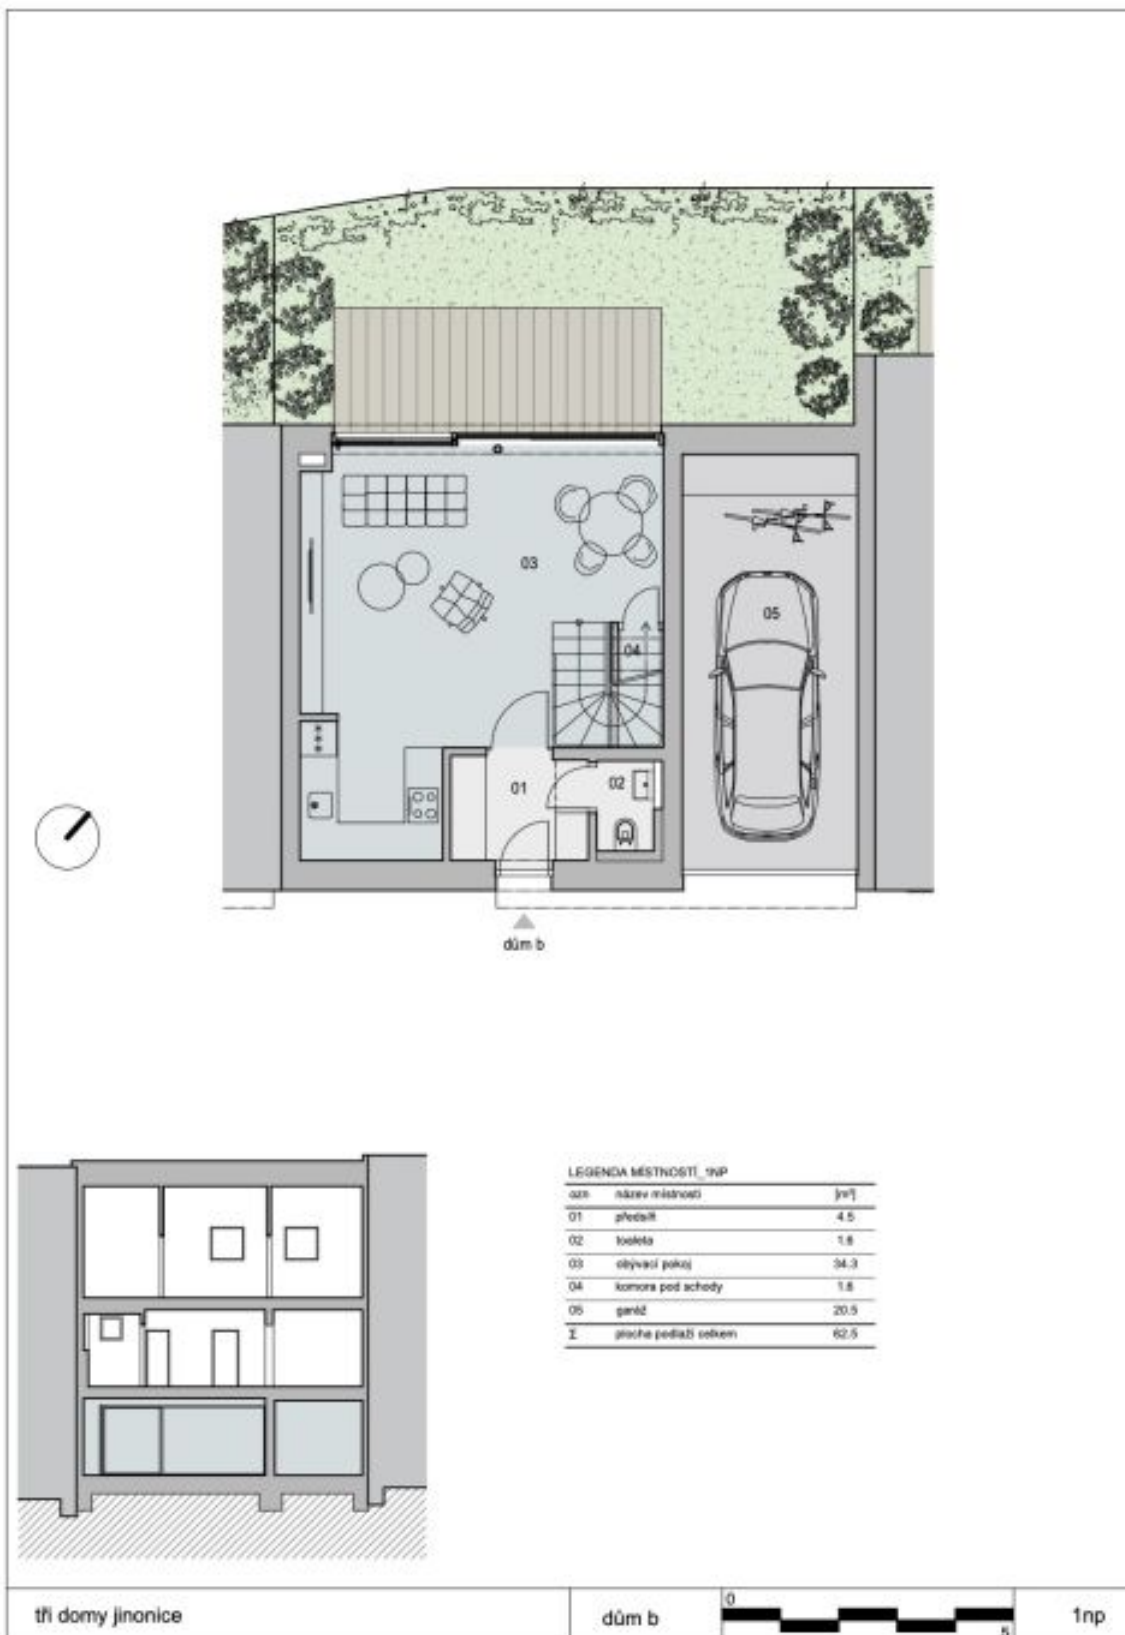 03
05
04
01
02
dům b
LEGENDA MÍSTNOSTÍ_1NP
ozn název místnosti [m²]
01 předsíň 4.5
02 toaleta 1.6
03 obývací pokoj 34.3
04 komora pod schody 1.6
05 garáž 20.5
Σ plocha podlaží celkem 62.5
tři domy jinonice
dům b
0
5
1np